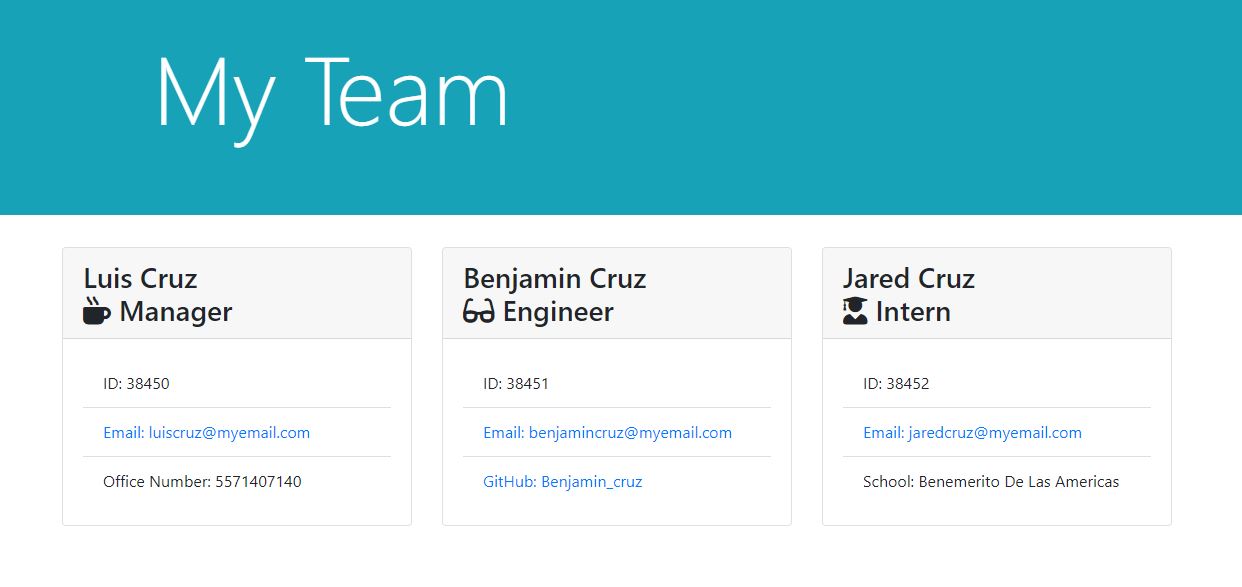 My Team
Luis Cruz
Manager
ID: 38450
Email: luiscruz@myemail.com
Office Number: 5571407140
Benjamin Cruz
Engineer
ID: 38451
Email: benjamincruz@myemail.com
GitHub: Benjamin_cruz
Jared Cruz
Intern
ID: 38452
Email: jaredcruz@myemail.com
School: Benemerito De Las Americas